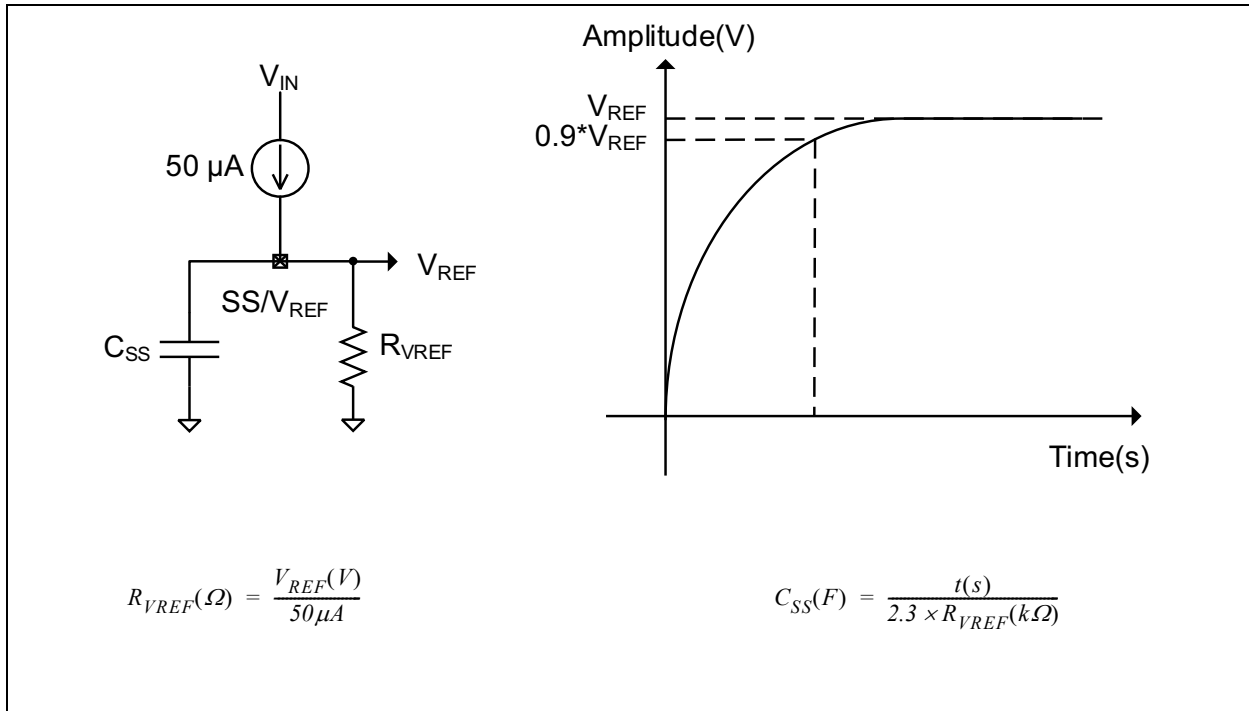 Amplitude(V)
V_IN
50 µA
V_REF
SS/V_REF
C_SS
R_VREF
V_REF
0.9*V_REF
Time(s)
R_VREF(Ω) = V_REF(V) / 50µA
C_SS(F) = t(s) / 2.3 × R_VREF(kΩ)